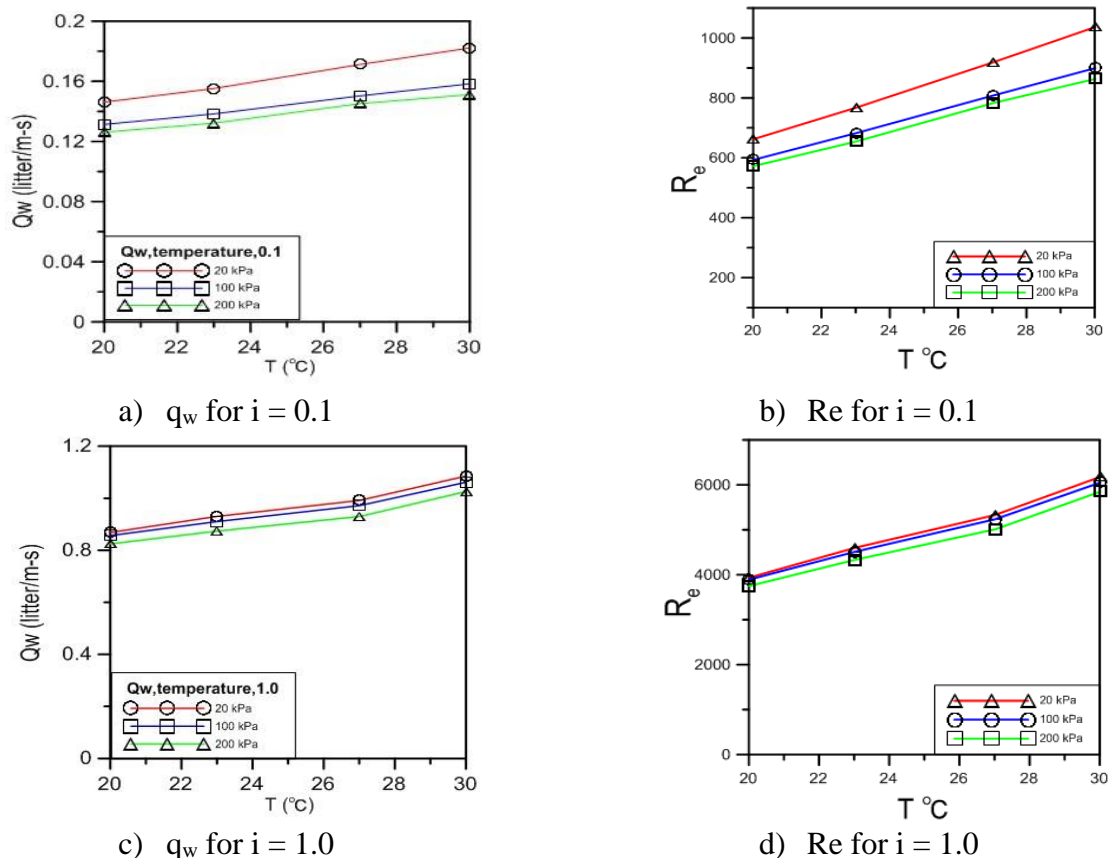 0.2
0.16
0.12
0.08
0.04
0
Qw (litter/m-s)
Qw,temperature,0.1
20 kPa
100 kPa
200 kPa
20 22 24 26 28 30
T (°C)
a) qw for i = 0.1
1000
800
600
400
200
Re
20 kPa
100 kPa
200 kPa
20 22 24 26 28 30
T °C
b) Re for i = 0.1
1.2
0.8
0.4
0
Qw (litter/m-s)
Qw,temperature,1.0
20 kPa
100 kPa
200 kPa
20 22 24 26 28 30
T (°C)
c) qw for i = 1.0
6000
4000
2000
0
Re
20 kPa
100 kPa
200 kPa
20 22 24 26 28 30
T °C
d) Re for i = 1.0